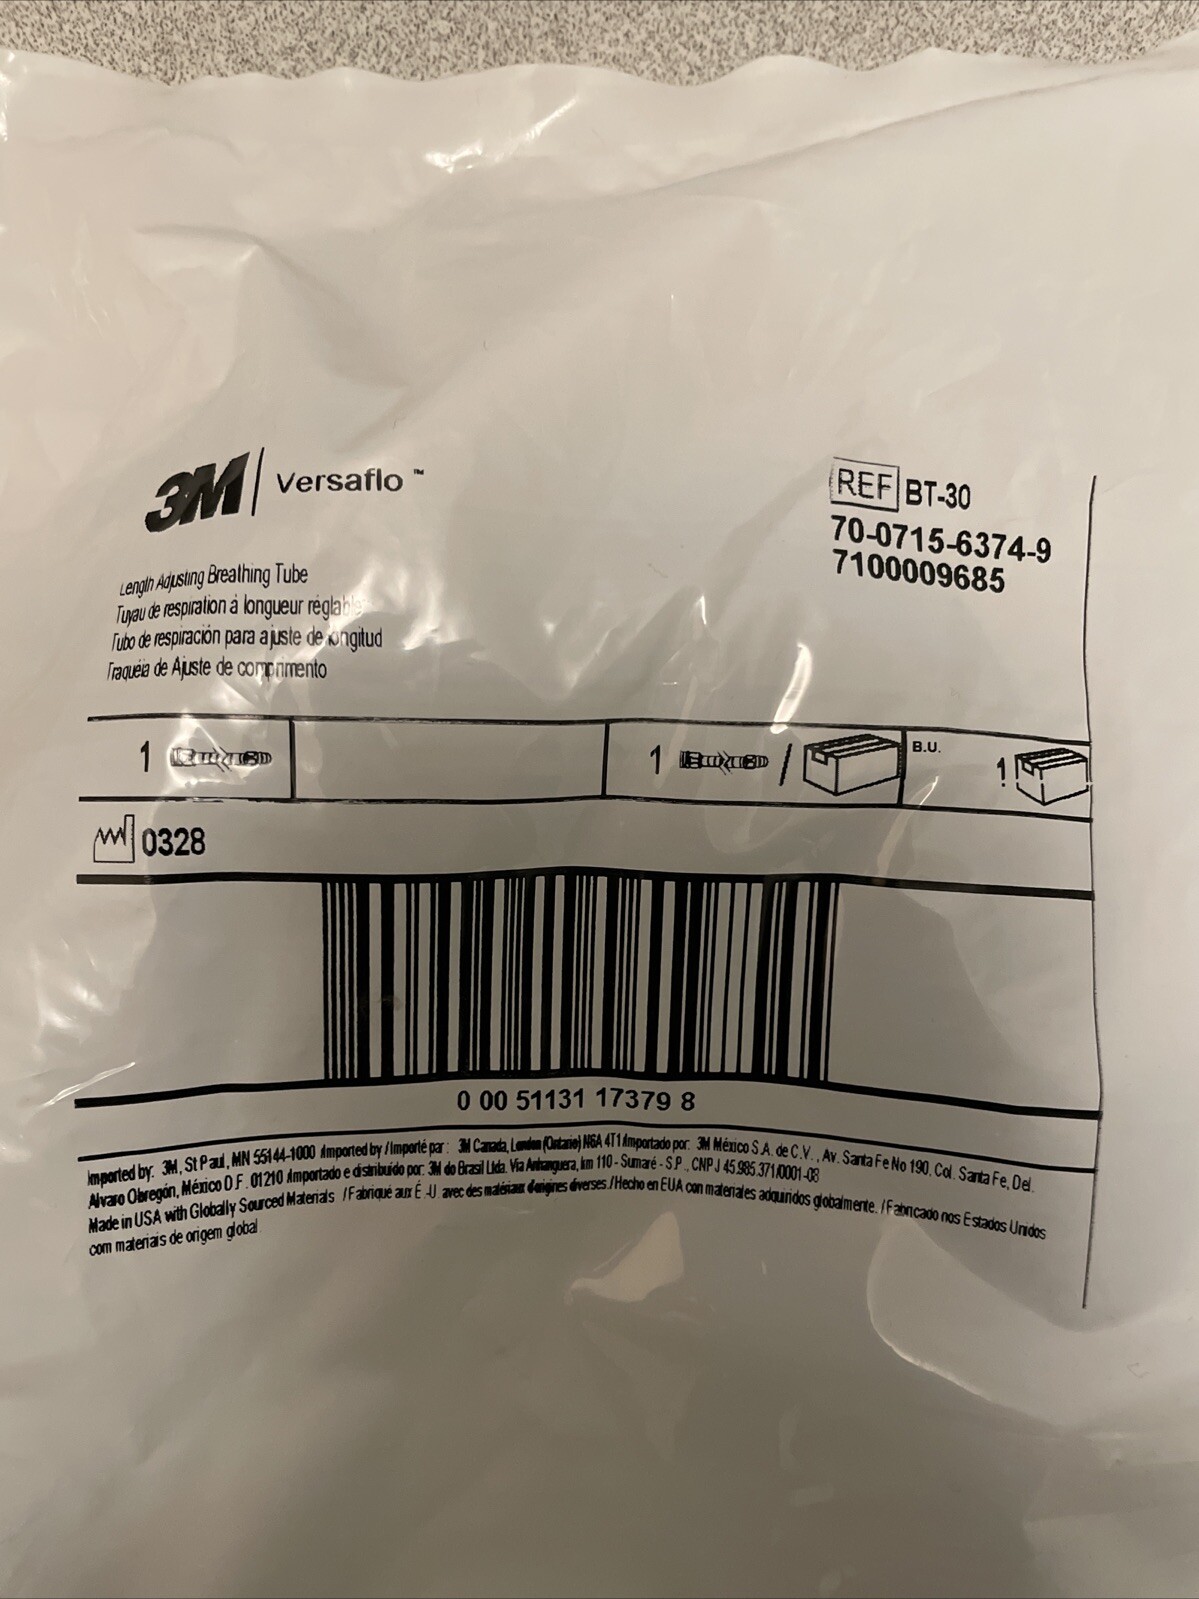 3M | Versaflo™
REF BT-30
70-0715-6374-9
7100009685
Length Adjusting Breathing Tube
Tuyau de respiration à longueur réglable
Tubo de respiración para ajuste de longitud
Traquéia de Ajuste de comprimento
1 1 / B.U. 1
0328
0 00 51131 17379 8
Imported by: 3M, St Paul, MN 55144-1000 /Imported by / Importé par : 3M Canada, London (Ontario) N6A 4T1 /Importado por: 3M México S.A. de C.V., Av. Santa Fe No 190, Col. Santa Fe, Del.
Alvaro Obregón, México D.F. 01210 /Importado e distribuido por: 3M do Brasil Ltda. Via Anhanguera, km 110 - Sumaré - S.P., CNPJ 45.985.371/0001-08
Made in USA with Globally Sourced Materials / Fabriqué aux É.-U. avec des matériaux d'origines diverses. / Hecho en EUA con materiales adquiridos globalmente. / Fabricado nos Estados Unidos
com materiais de origem global.